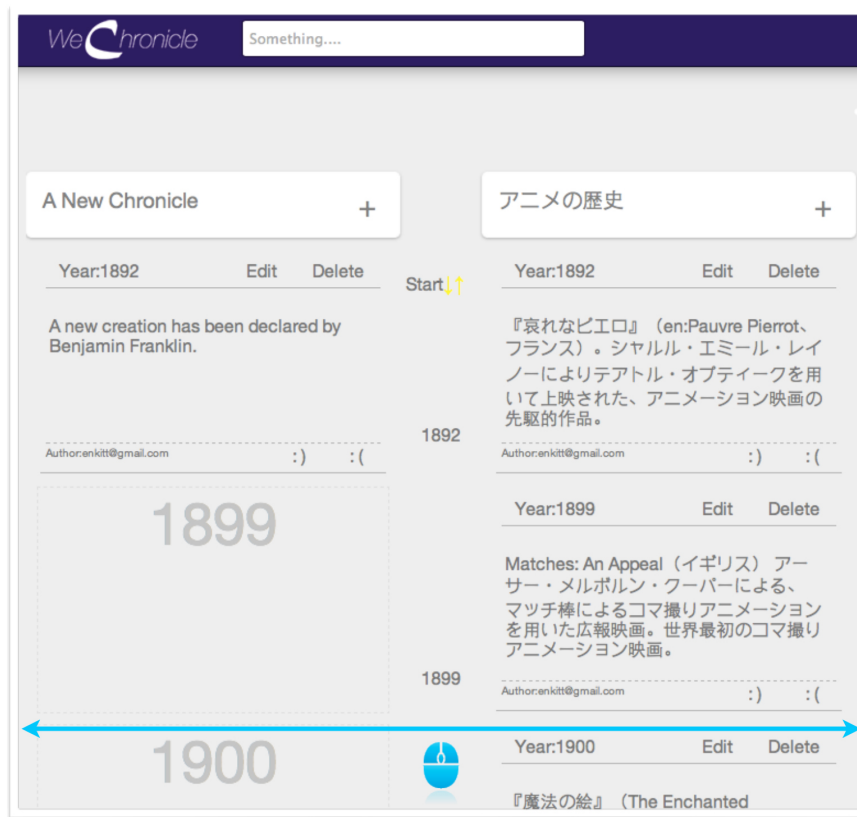 WeChronicle
Something....
A New Chronicle +
アニメの歴史 +
Year:1892 Edit Delete
Start↓↑
Year:1892 Edit Delete
A new creation has been declared by
Benjamin Franklin.
『哀れなピエロ』（en:Pauvre Pierrot、
フランス）。シャルル・エミール・レイ
ノーによりテアトル・オプティークを用
いて上映された、アニメーション映画の
先駆的作品。
1892
Author:enkitt@gmail.com :) :(
Author:enkitt@gmail.com :) :(
1899
Year:1899 Edit Delete
Matches: An Appeal（イギリス） アー
サー・メルボルン・クーパーによる、
マッチ棒によるコマ撮りアニメーション
を用いた広報映画。世界最初のコマ撮り
アニメーション映画。
1899
Author:enkitt@gmail.com :) :(
1900
Year:1900 Edit Delete
『魔法の絵』（The Enchanted